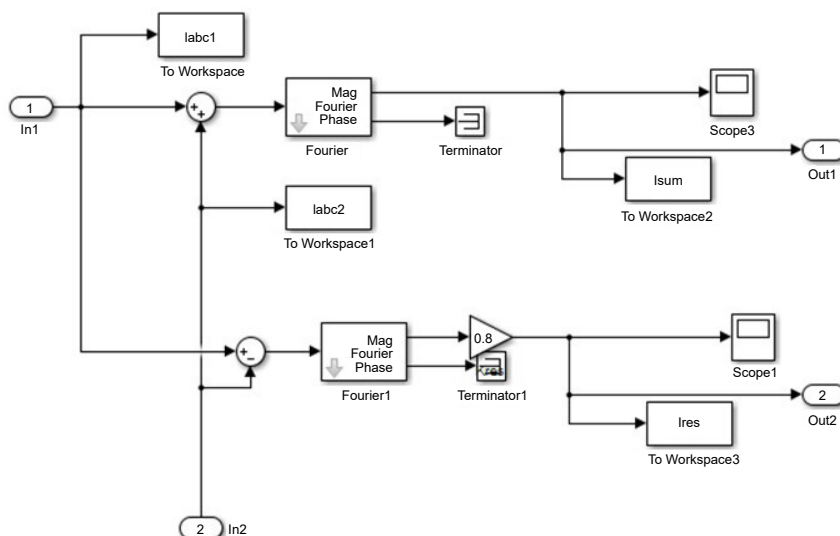 Iabc1
To Workspace
1
In1
++
Mag
Fourier
Phase
Fourier
Terminator
Scope3
1
Out1
Isum
To Workspace2
Iabc2
To Workspace1
+−
Mag
Fourier
Phase
Fourier1
0.8
Terminator1
Scope1
2
Out2
Ires
To Workspace3
2
In2